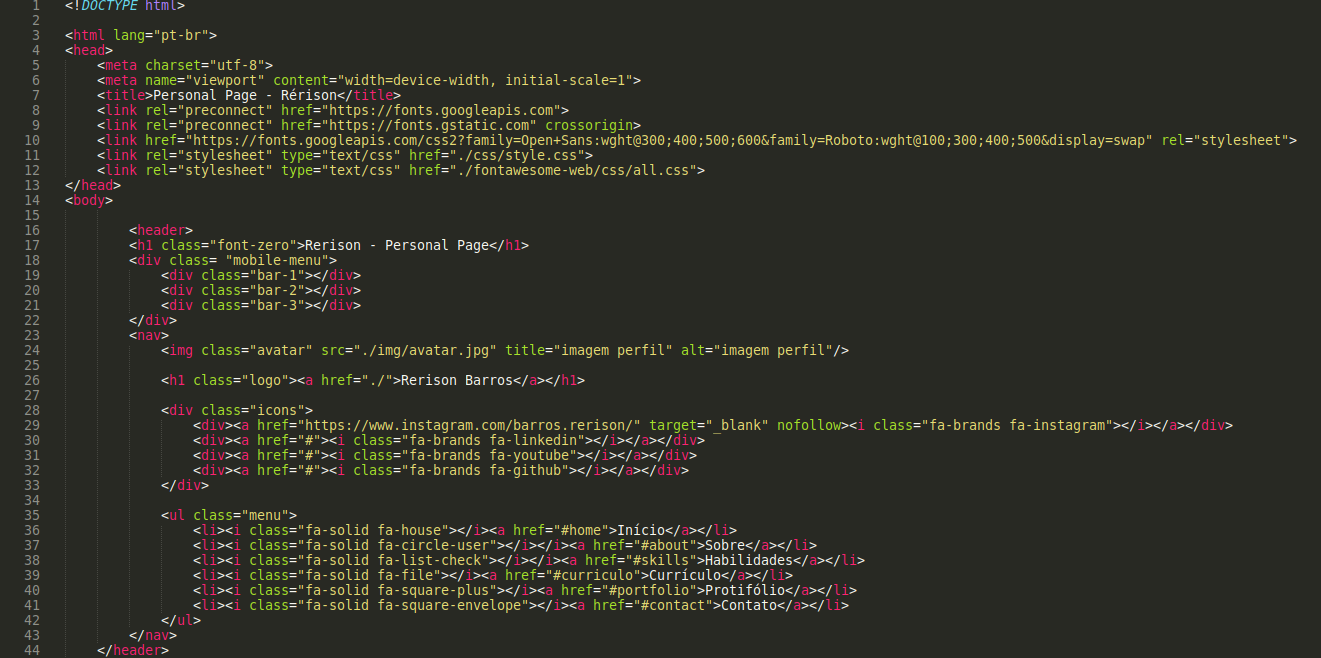 1 <!DOCTYPE html>
2
3 <html lang="pt-br">
4 <head>
5     <meta charset="utf-8">
6     <meta name="viewport" content="width=device-width, initial-scale=1">
7     <title>Personal Page - Rérison</title>
8     <link rel="preconnect" href="https://fonts.googleapis.com">
9     <link rel="preconnect" href="https://fonts.gstatic.com" crossorigin>
10     <link href="https://fonts.googleapis.com/css2?family=Open+Sans:wght@300;400;500;600&family=Roboto:wght@100;300;400;500&display=swap" rel="stylesheet">
11     <link rel="stylesheet" type="text/css" href="./css/style.css">
12     <link rel="stylesheet" type="text/css" href="./fontawesome-web/css/all.css">
13 </head>
14 <body>
15
16         <header>
17         <h1 class="font-zero">Rerison - Personal Page</h1>
18         <div class= "mobile-menu">
19             <div class="bar-1"></div>
20             <div class="bar-2"></div>
21             <div class="bar-3"></div>
22         </div>
23         <nav>
24             <img class="avatar" src="./img/avatar.jpg" title="imagem perfil" alt="imagem perfil"/>
25
26             <h1 class="logo"><a href="./">Rerison Barros</a></h1>
27
28             <div class="icons">
29                 <div><a href="https://www.instagram.com/barros.rerison/" target="_blank" nofollow><i class="fa-brands fa-instagram"></i></a></div>
30                 <div><a href="#"><i class="fa-brands fa-linkedin"></i></a></div>
31                 <div><a href="#"><i class="fa-brands fa-youtube"></i></a></div>
32                 <div><a href="#"><i class="fa-brands fa-github"></i></a></div>
33             </div>
34
35             <ul class="menu">
36                 <li><i class="fa-solid fa-house"></i><a href="#home">Início</a></li>
37                 <li><i class="fa-solid fa-circle-user"></i></i><a href="#about">Sobre</a></li>
38                 <li><i class="fa-solid fa-list-check"></i></i><a href="#skills">Habilidades</a></li>
39                 <li><i class="fa-solid fa-file"></i><a href="#curriculo">Currículo</a></li>
40                 <li><i class="fa-solid fa-square-plus"></i><a href="#portfolio">Protifólio</a></li>
41                 <li><i class="fa-solid fa-square-envelope"></i><a href="#contact">Contato</a></li>
42             </ul>
43         </nav>
44     </header>